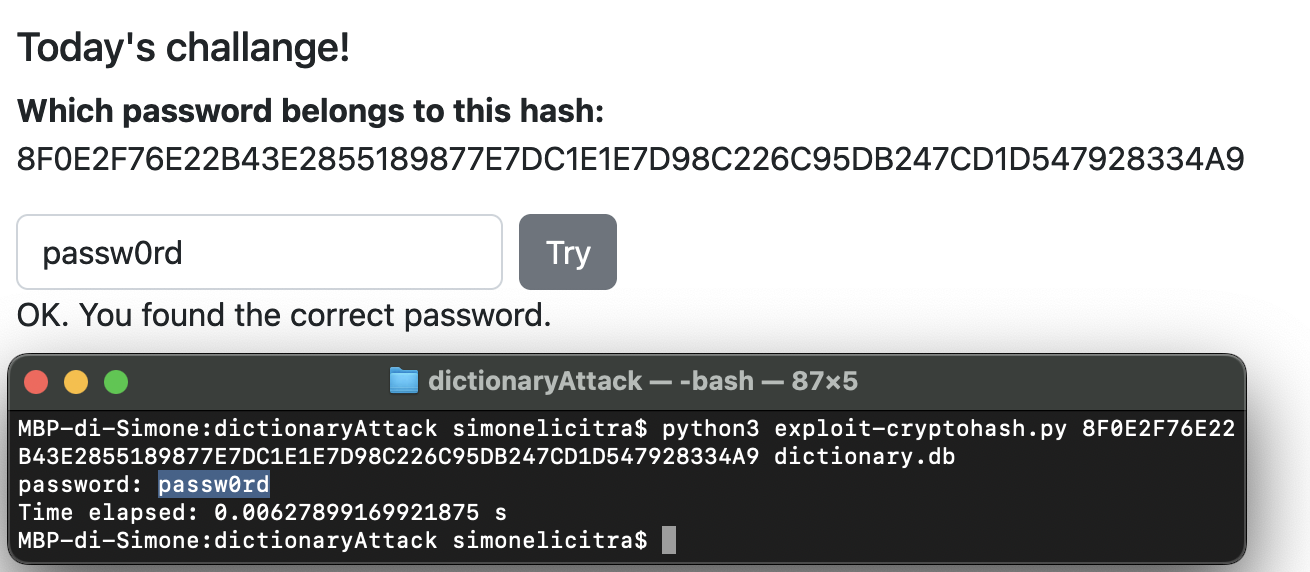 Today's challange!
Which password belongs to this hash:
8F0E2F76E22B43E2855189877E7DC1E1E7D98C226C95DB247CD1D547928334A9
passw0rd
Try
OK. You found the correct password.
dictionaryAttack — -bash — 87×5
MBP-di-Simone:dictionaryAttack simonelicitra$ python3 exploit-cryptohash.py 8F0E2F76E22
B43E2855189877E7DC1E1E7D98C226C95DB247CD1D547928334A9 dictionary.db
password: passw0rd
Time elapsed: 0.00627899169921875 s
MBP-di-Simone:dictionaryAttack simonelicitra$